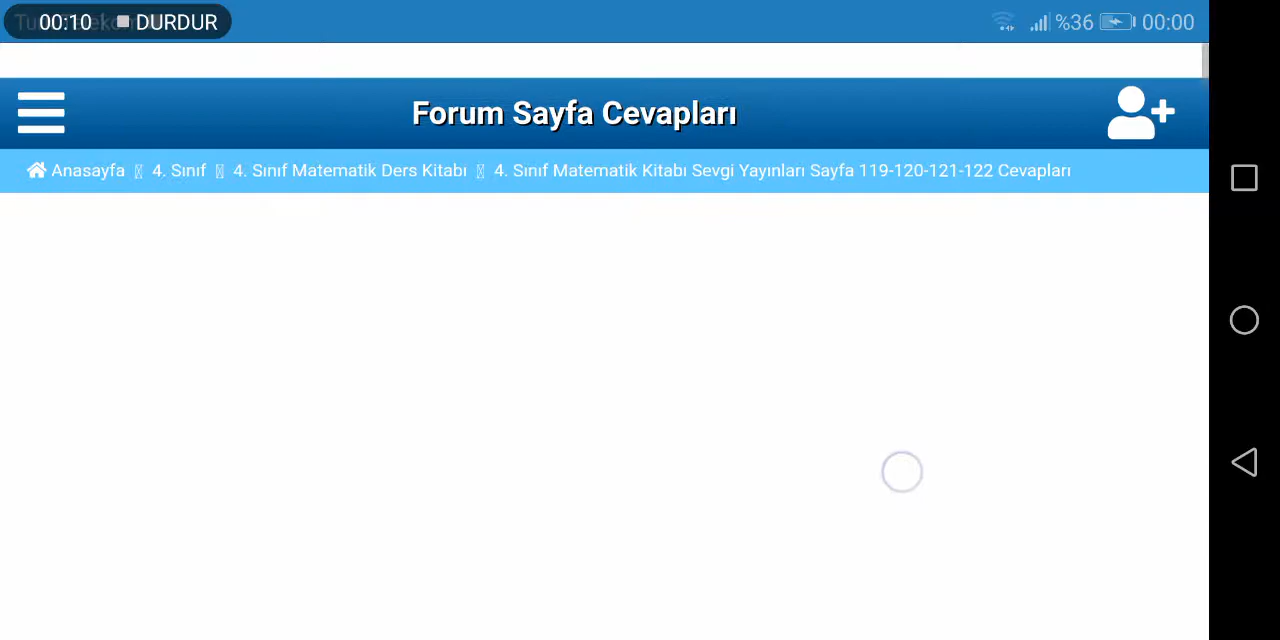 00:10 DURDUR %36 00:00
Forum Sayfa Cevapları
Anasayfa 4. Sınıf 4. Sınıf Matematik Ders Kitabı 4. Sınıf Matematik Kitabı Sevgi Yayınları Sayfa 119-120-121-122 Cevapları